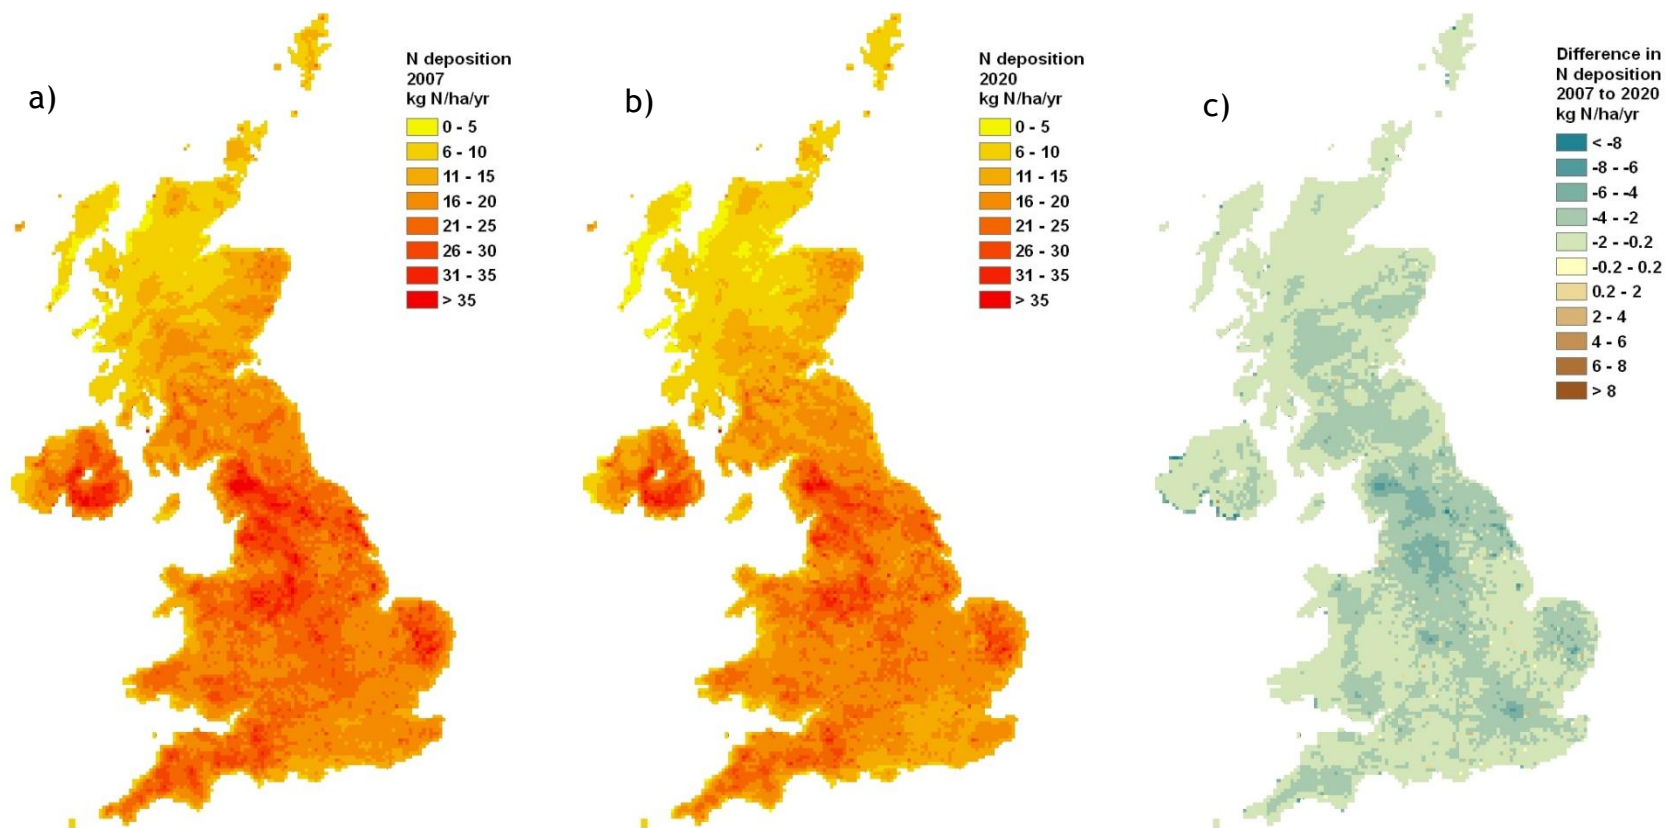 a)
N deposition
2007
kg N/ha/yr
0 - 5
6 - 10
11 - 15
16 - 20
21 - 25
26 - 30
31 - 35
> 35
b)
N deposition
2020
kg N/ha/yr
0 - 5
6 - 10
11 - 15
16 - 20
21 - 25
26 - 30
31 - 35
> 35
c)
Difference in
N deposition
2007 to 2020
kg N/ha/yr
< -8
-8 - -6
-6 - -4
-4 - -2
-2 - -0.2
-0.2 - 0.2
0.2 - 2
2 - 4
4 - 6
6 - 8
> 8